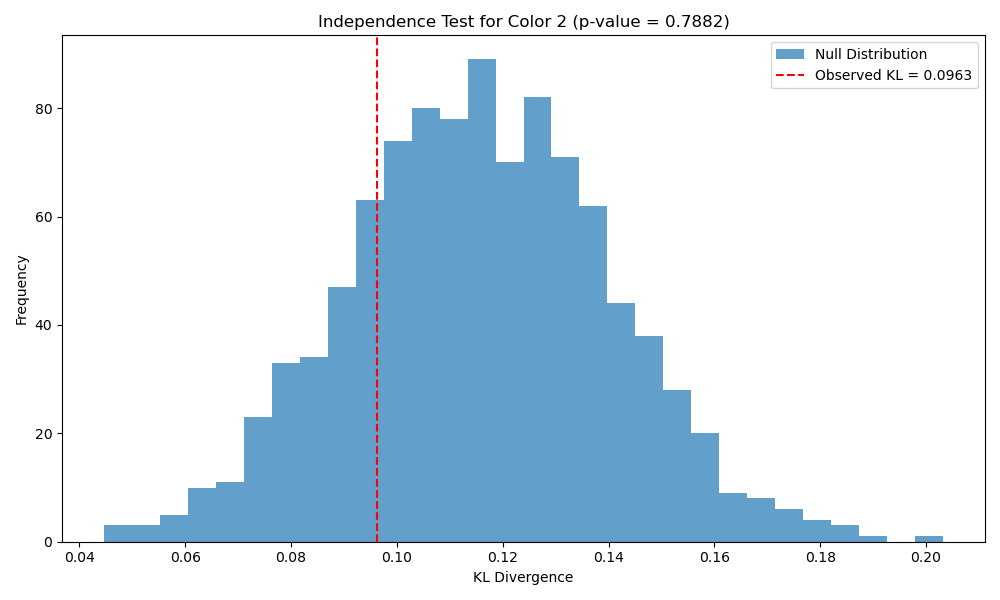 Independence Test for Color 2 (p-value = 0.7882)
Null Distribution
Observed KL = 0.0963
Frequency
80
60
40
20
0
0.04 0.06 0.08 0.10 0.12 0.14 0.16 0.18 0.20
KL Divergence